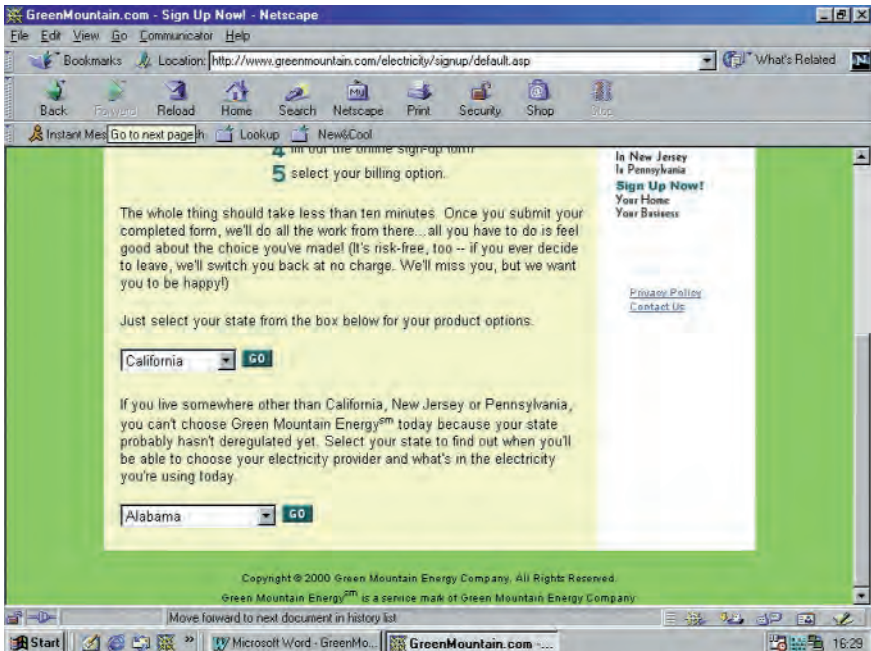 GreenMountain.com - Sign Up Now! - Netscape
File Edit View Go Communicator Help
Bookmarks Location: http://www.greenmountain.com/electricity/signup/default.asp What's Related N
My
Back Forward Reload Home Search Netscape Print Security Shop Stop
Instant Mes Go to next page h Lookup New&Cool
4 fill out the online sign-up form
5 select your billing option.
The whole thing should take less than ten minutes. Once you submit your
completed form, we'll do all the work from there...all you have to do is feel
good about the choice you've made! (It's risk-free, too -- if you ever decide
to leave, we'll switch you back at no charge. We'll miss you, but we want
you to be happy!)
Just select your state from the box below for your product options.
California GO
If you live somewhere other than California, New Jersey or Pennsylvania,
you can't choose Green Mountain Energy℠ today because your state
probably hasn't deregulated yet. Select your state to find out when you'll
be able to choose your electricity provider and what's in the electricity
you're using today.
Alabama GO
In New Jersey
In Pennsylvania
Sign Up Now!
Your Home
Your Business
Privacy Policy
Contact Us
Copyright © 2000 Green Mountain Energy Company. All Rights Reserved.
Green Mountain Energy℠ is a service mark of Green Mountain Energy Company
Move forward to next document in history list
Start » Microsoft Word - GreenMo... GreenMountain.com -... 16:29